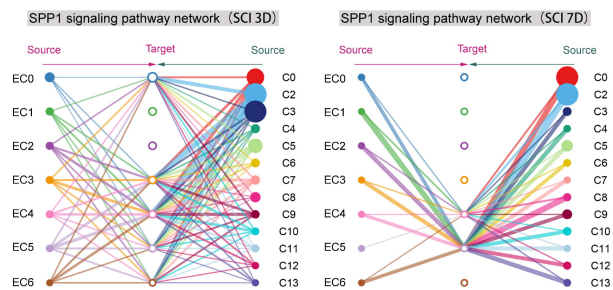 SPP1 signaling pathway network（SCI 3D）
Source Target Source
EC0
EC1
EC2
EC3
EC4
EC5
EC6
C0
C2
C3
C4
C5
C6
C7
C8
C9
C10
C11
C12
C13
SPP1 signaling pathway network（SCI 7D）
Source Target Source
EC0
EC1
EC2
EC3
EC4
EC5
EC6
C0
C2
C3
C4
C5
C6
C7
C8
C9
C10
C11
C12
C13